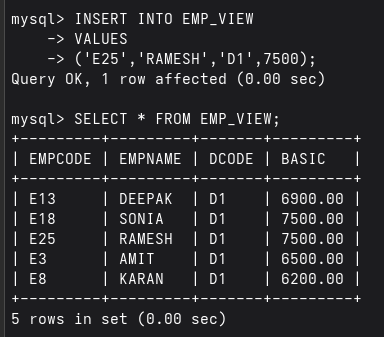 mysql> INSERT INTO EMP_VIEW
    -> VALUES
    -> ('E25','RAMESH','D1',7500);
Query OK, 1 row affected (0.00 sec)

mysql> SELECT * FROM EMP_VIEW;
+---------+---------+-------+---------+
| EMPCODE | EMPNAME | DCODE | BASIC   |
+---------+---------+-------+---------+
| E13     | DEEPAK  | D1    | 6900.00 |
| E18     | SONIA   | D1    | 7500.00 |
| E25     | RAMESH  | D1    | 7500.00 |
| E3      | AMIT    | D1    | 6500.00 |
| E8      | KARAN   | D1    | 6200.00 |
+---------+---------+-------+---------+
5 rows in set (0.00 sec)